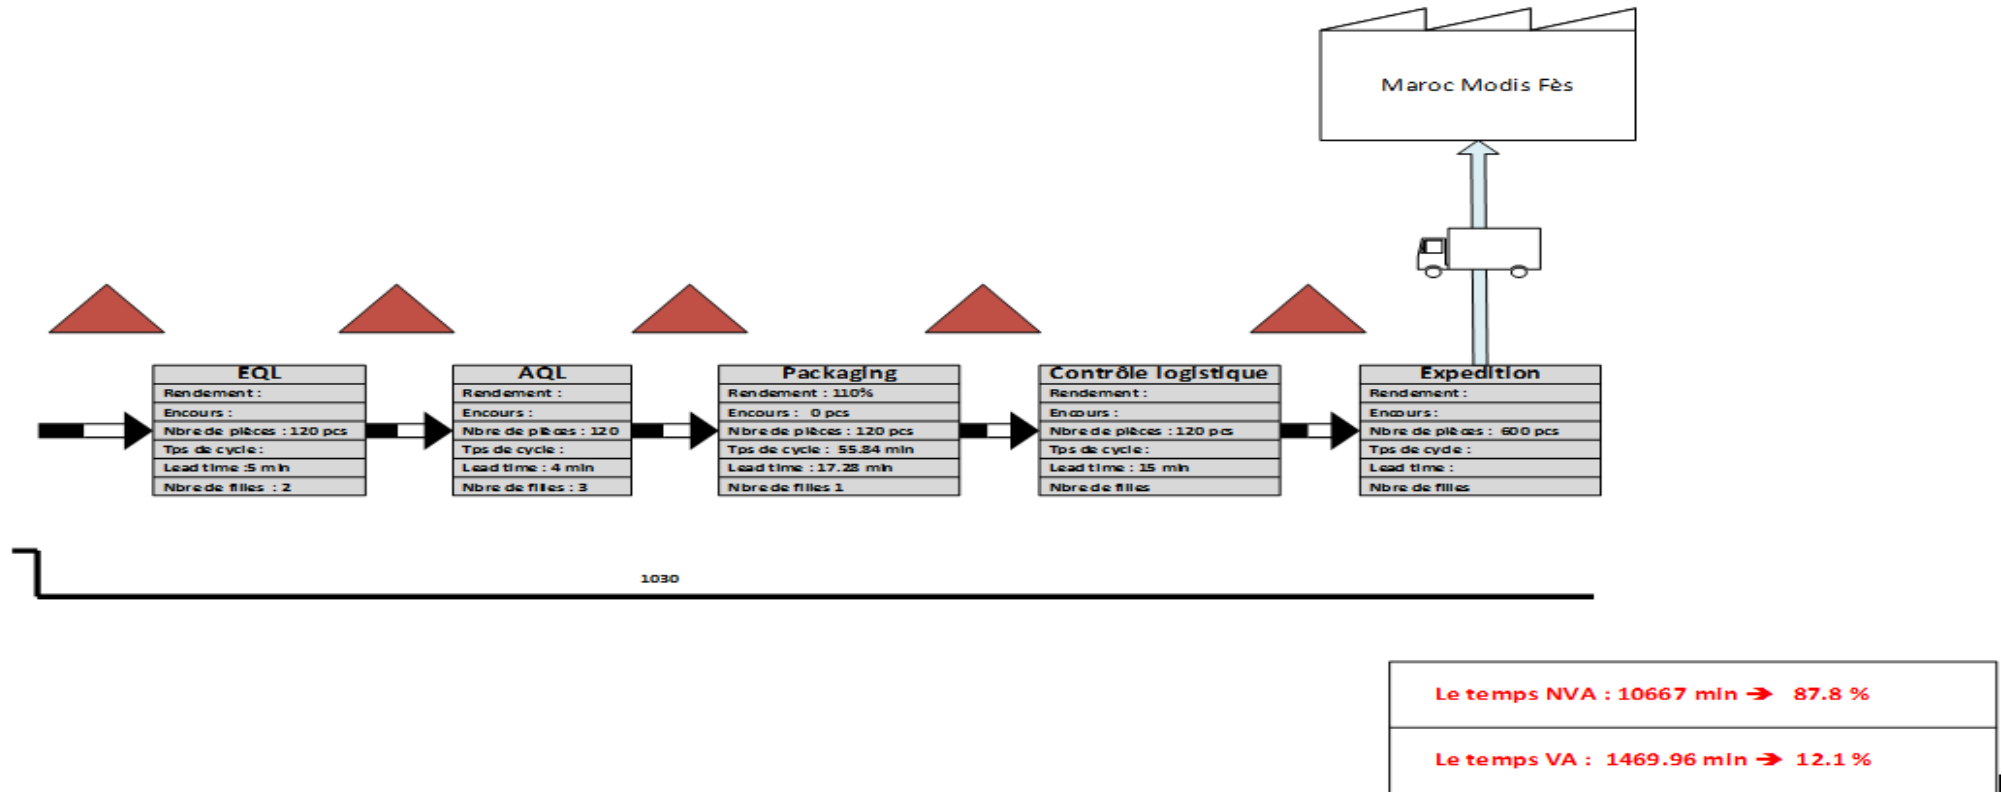 Maroc Modis Fès
EQL
Rendement :
Encours :
Nbre de pièces : 120 pcs
Tps de cycle :
Lead time :5 min
Nbre de filles : 2
AQL
Rendement :
Encours :
Nbre de pièces : 120
Tps de cycle :
Lead time : 4 min
Nbre de filles : 3
Packaging
Rendement : 110%
Encours : 0 pcs
Nbre de pièces : 120 pcs
Tps de cycle : 55.84 min
Lead time : 17.28 min
Nbre de filles 1
Contrôle logistique
Rendement :
Encours :
Nbre de pièces : 120 pcs
Tps de cycle :
Lead time : 15 min
Nbre de filles
Expedition
Rendement :
Encours :
Nbre de pièces : 600 pcs
Tps de cycle :
Lead time :
Nbre de filles
1030
Le temps NVA : 10667 min ➔ 87.8 %
Le temps VA : 1469.96 min ➔ 12.1 %